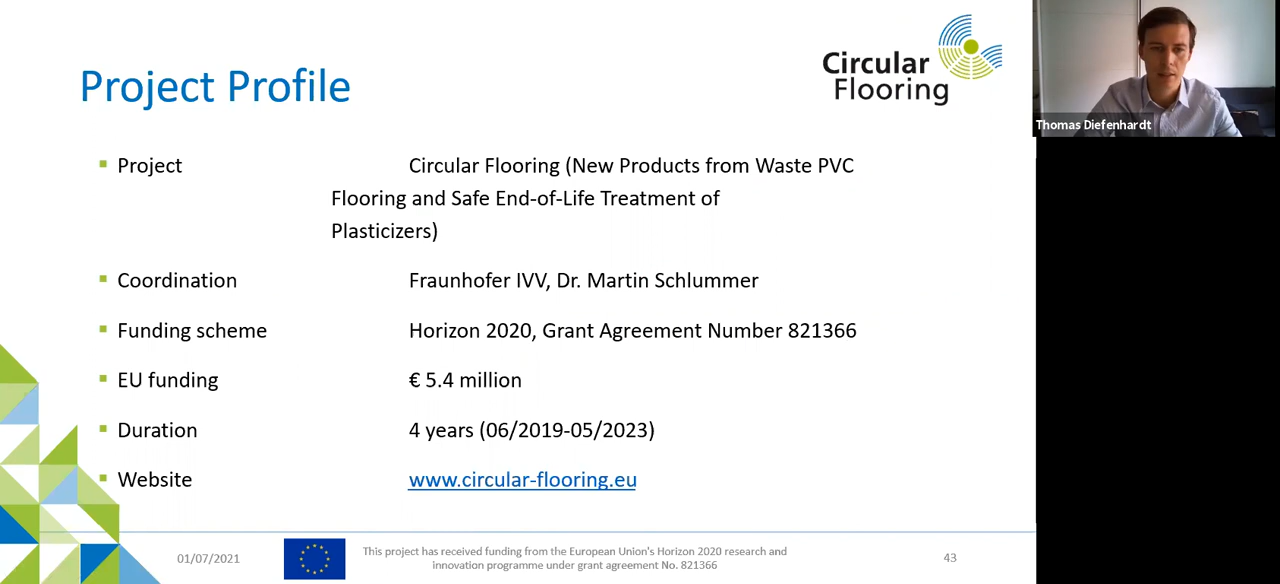 Project Profile
Circular
Flooring
Thomas Diefenhardt
▪ Project Circular Flooring (New Products from Waste PVC
Flooring and Safe End-of-Life Treatment of
Plasticizers)
▪ Coordination Fraunhofer IVV, Dr. Martin Schlummer
▪ Funding scheme Horizon 2020, Grant Agreement Number 821366
▪ EU funding € 5.4 million
▪ Duration 4 years (06/2019-05/2023)
▪ Website www.circular-flooring.eu
01/07/2021
This project has received funding from the European Union's Horizon 2020 research and
innovation programme under grant agreement No. 821366
43